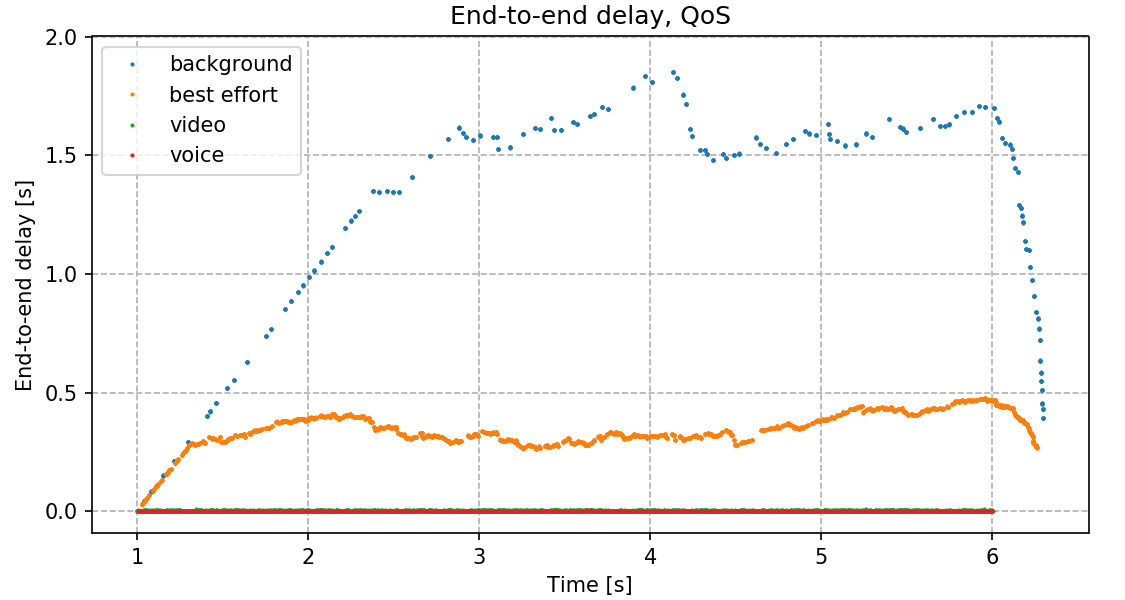 End-to-end delay, QoS
End-to-end delay [s]
2.0
1.5
1.0
0.5
0.0
background
best effort
video
voice
1 2 3 4 5 6
Time [s]